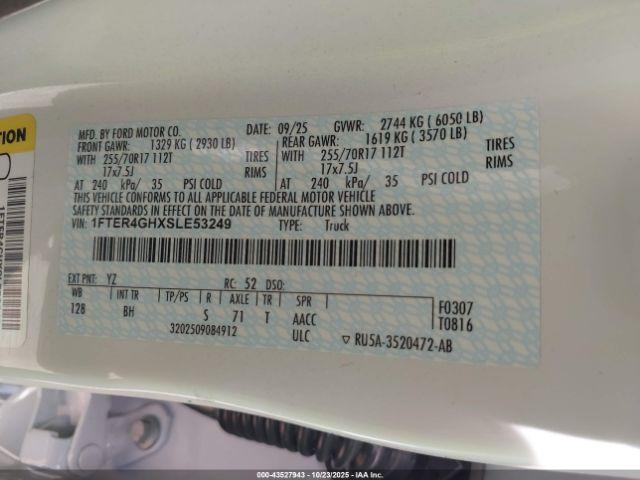 MFD. BY FORD MOTOR CO. DATE: 09/25 GVWR: 2744 KG ( 6050 LB)
FRONT GAWR: 1329 KG ( 2930 LB) REAR GAWR: 1619 KG ( 3570 LB)
WITH 255/70R17 112T TIRES WITH 255/70R17 112T TIRES
17x7.5J RIMS 17x7.5J RIMS
AT 240 kPa/ 35 PSI COLD AT 240 kPa/ 35 PSI COLD
THIS VEHICLE CONFORMS TO ALL APPLICABLE FEDERAL MOTOR VEHICLE
SAFETY STANDARDS IN EFFECT ON THE DATE OF MANUFACTURE SHOWN ABOVE.
VIN: 1FTER4GHXSLE53249 TYPE: Truck
EXT PNT: YZ RC: 52 DSO:
WB INT TR TP/PS R AXLE TR SPR
128 BH S 71 T AACC
ULC
3202509084912
F0307
T0816
▽ RU5A-3520472-AB
00-43527943 | 10/23/2025 | IAA Inc.